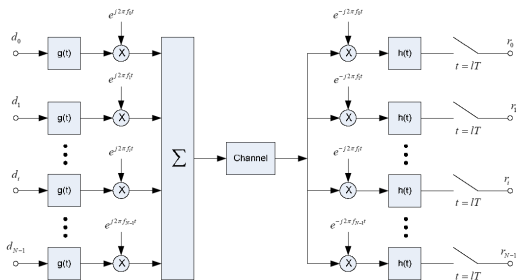 e^{j2πf_0t}
e^{-j2πf_0t}
d_0
g(t)
X
X
h(t)
r_0
t = lT
e^{j2πf_1t}
e^{-j2πf_1t}
d_1
g(t)
X
X
h(t)
r_1
t = lT
∑
Channel
e^{j2πf_it}
e^{-j2πf_it}
d_i
g(t)
X
X
h(t)
r_i
t = lT
e^{j2πf_{N-1}t}
e^{-j2πf_{N-1}t}
d_{N-1}
g(t)
X
X
h(t)
r_{N-1}
t = lT